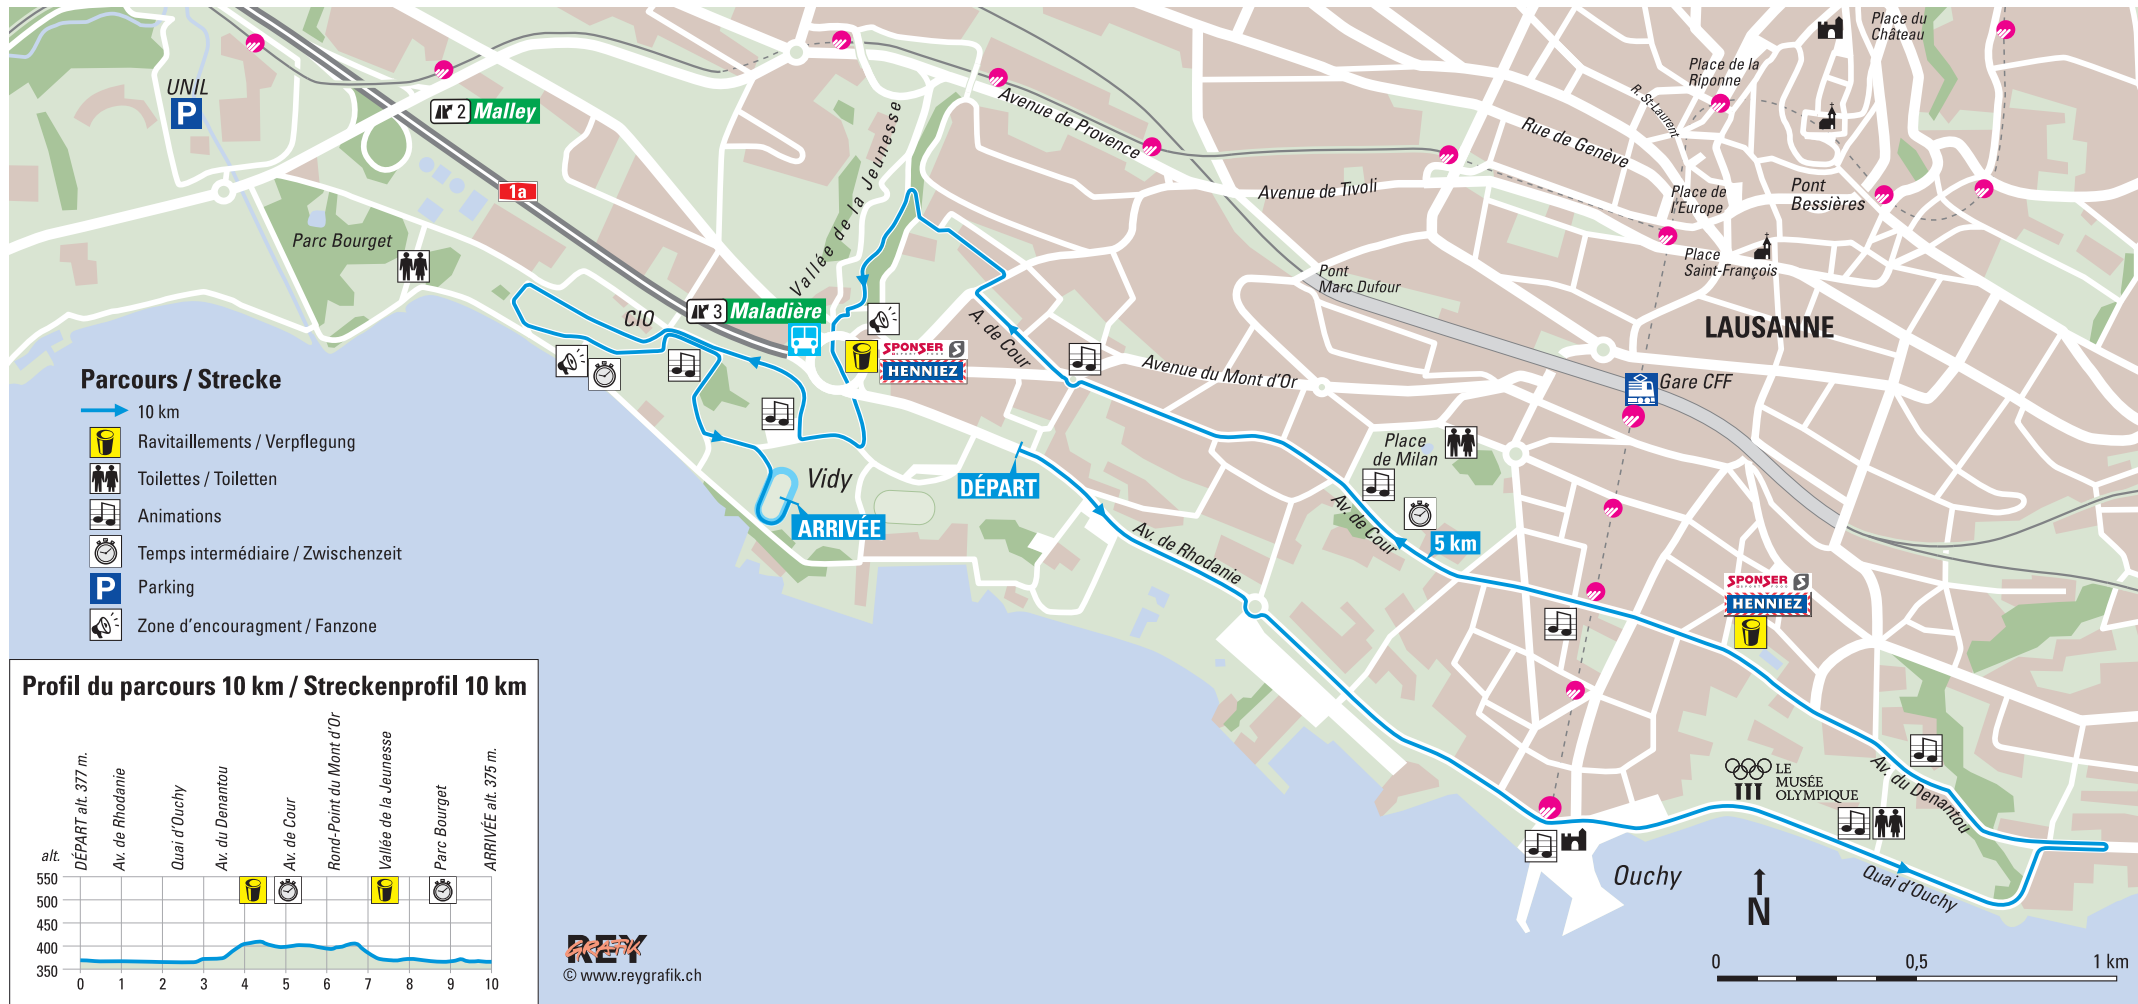 Place du
Château
Place de la
Riponne
UNIL
P
2 Malley
Avenue de Provence
R. St-Laurent
Rue de Genève
1a
Vallée de la Jeunesse
Avenue de Tivoli
Place de
l'Europe
Pont
Bessières
Parc Bourget
Place
Saint-François
Pont
Marc Dufour
3 Maladière
CIO
A. de Cour
LAUSANNE
SPONSER S
HENNIEZ
Avenue du Mont d'Or
Gare CFF
Parcours / Strecke
10 km
Ravitaillements / Verpflegung
Toilettes / Toiletten
Animations
Temps intermédiaire / Zwischenzeit
P
Parking
Zone d'encouragment / Fanzone
Place
de Milan
Vidy
DÉPART
ARRIVÉE
Av. de Cour
5 km
Av. de Rhodanie
SPONSER S
HENNIEZ
LE
MUSÉE
OLYMPIQUE
Av. du Denantou
Ouchy
Quai d'Ouchy
N
0 0,5 1 km
Profil du parcours 10 km / Streckenprofil 10 km
DÉPART alt. 377 m.
Av. de Rhodanie
Quai d'Ouchy
Av. du Denantou
Av. de Cour
Rond-Point du Mont d'Or
Vallée de la Jeunesse
Parc Bourget
ARRIVÉE alt. 375 m.
alt.
550
500
450
400
350
0 1 2 3 4 5 6 7 8 9 10
REY
GRAFIK
© www.reygrafik.ch